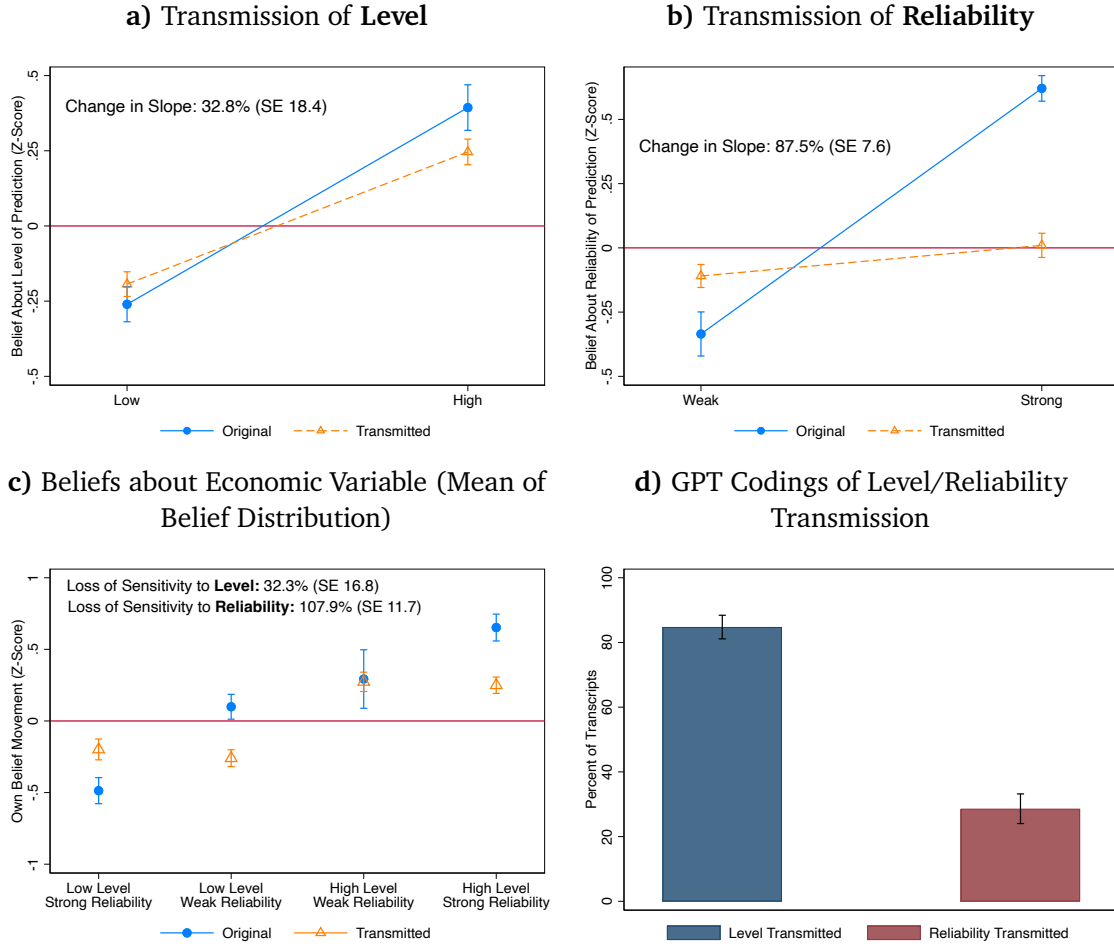 a) Transmission of Level
Belief About Level of Prediction (Z-Score)
.5
.25
0
-.25
-.5
Change in Slope: 32.8% (SE 18.4)
Low
High
Original
Transmitted
b) Transmission of Reliability
Belief About Reliability of Prediction (Z-Score)
.5
.25
0
-.25
-.5
Change in Slope: 87.5% (SE 7.6)
Weak
Strong
Original
Transmitted
c) Beliefs about Economic Variable (Mean of
Belief Distribution)
Own Belief Movement (Z-Score)
1
.5
0
-.5
-1
Loss of Sensitivity to Level: 32.3% (SE 16.8)
Loss of Sensitivity to Reliability: 107.9% (SE 11.7)
Low Level
Strong Reliability
Low Level
Weak Reliability
High Level
Weak Reliability
High Level
Strong Reliability
Original
Transmitted
d) GPT Codings of Level/Reliability
Transmission
Percent of Transcripts
100
80
60
40
20
0
Level Transmitted
Reliability Transmitted